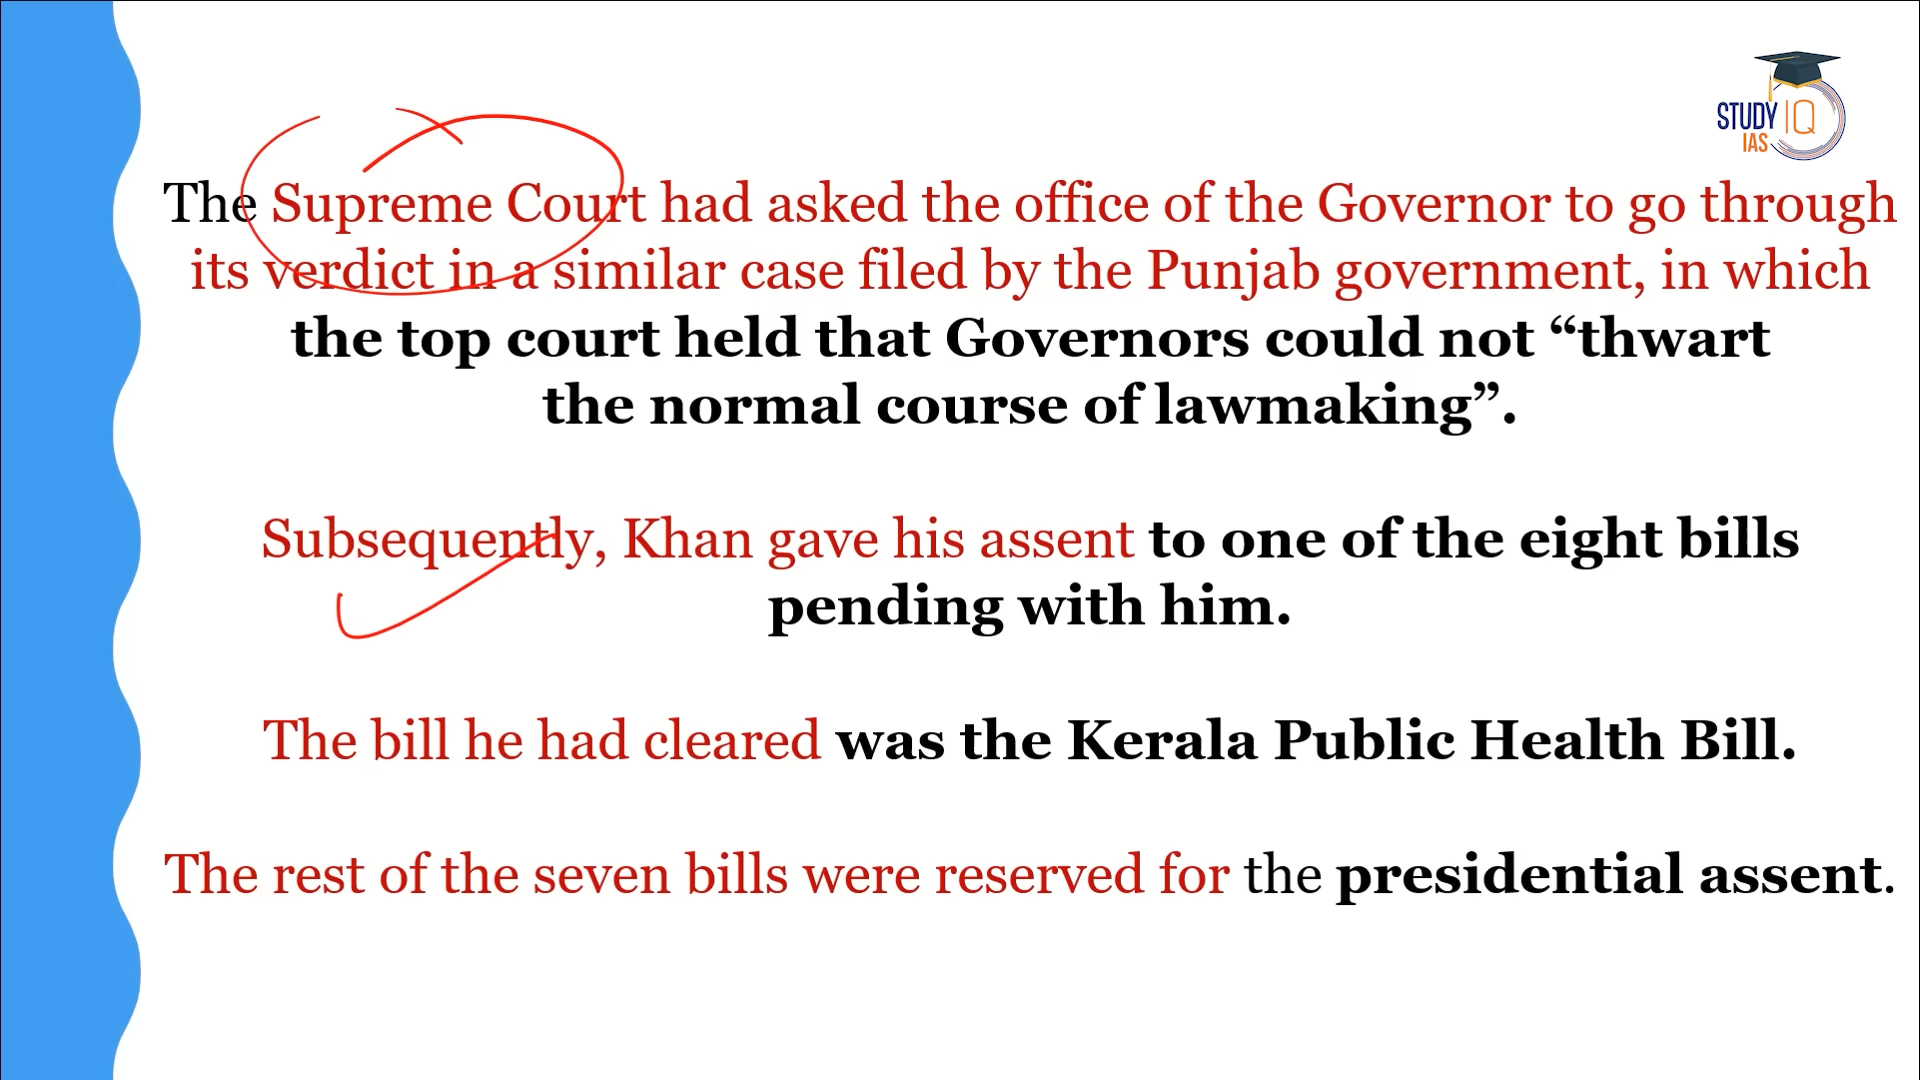 STUDY IQ
IAS
The Supreme Court had asked the office of the Governor to go through
its verdict in a similar case filed by the Punjab government, in which
the top court held that Governors could not “thwart
the normal course of lawmaking”.
Subsequently, Khan gave his assent to one of the eight bills
pending with him.
The bill he had cleared was the Kerala Public Health Bill.
The rest of the seven bills were reserved for the presidential assent.